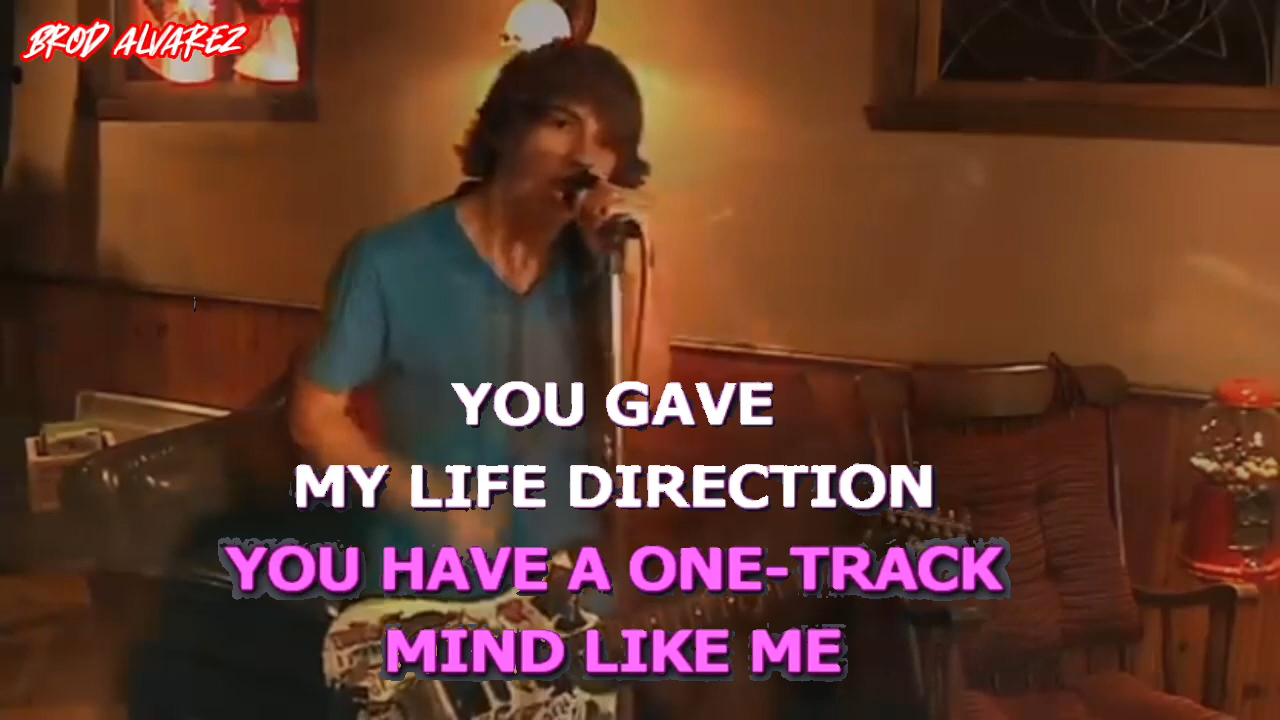 BROD ALVAREZ
YOU GAVE
MY LIFE DIRECTION
YOU HAVE A ONE-TRACK
MIND LIKE ME